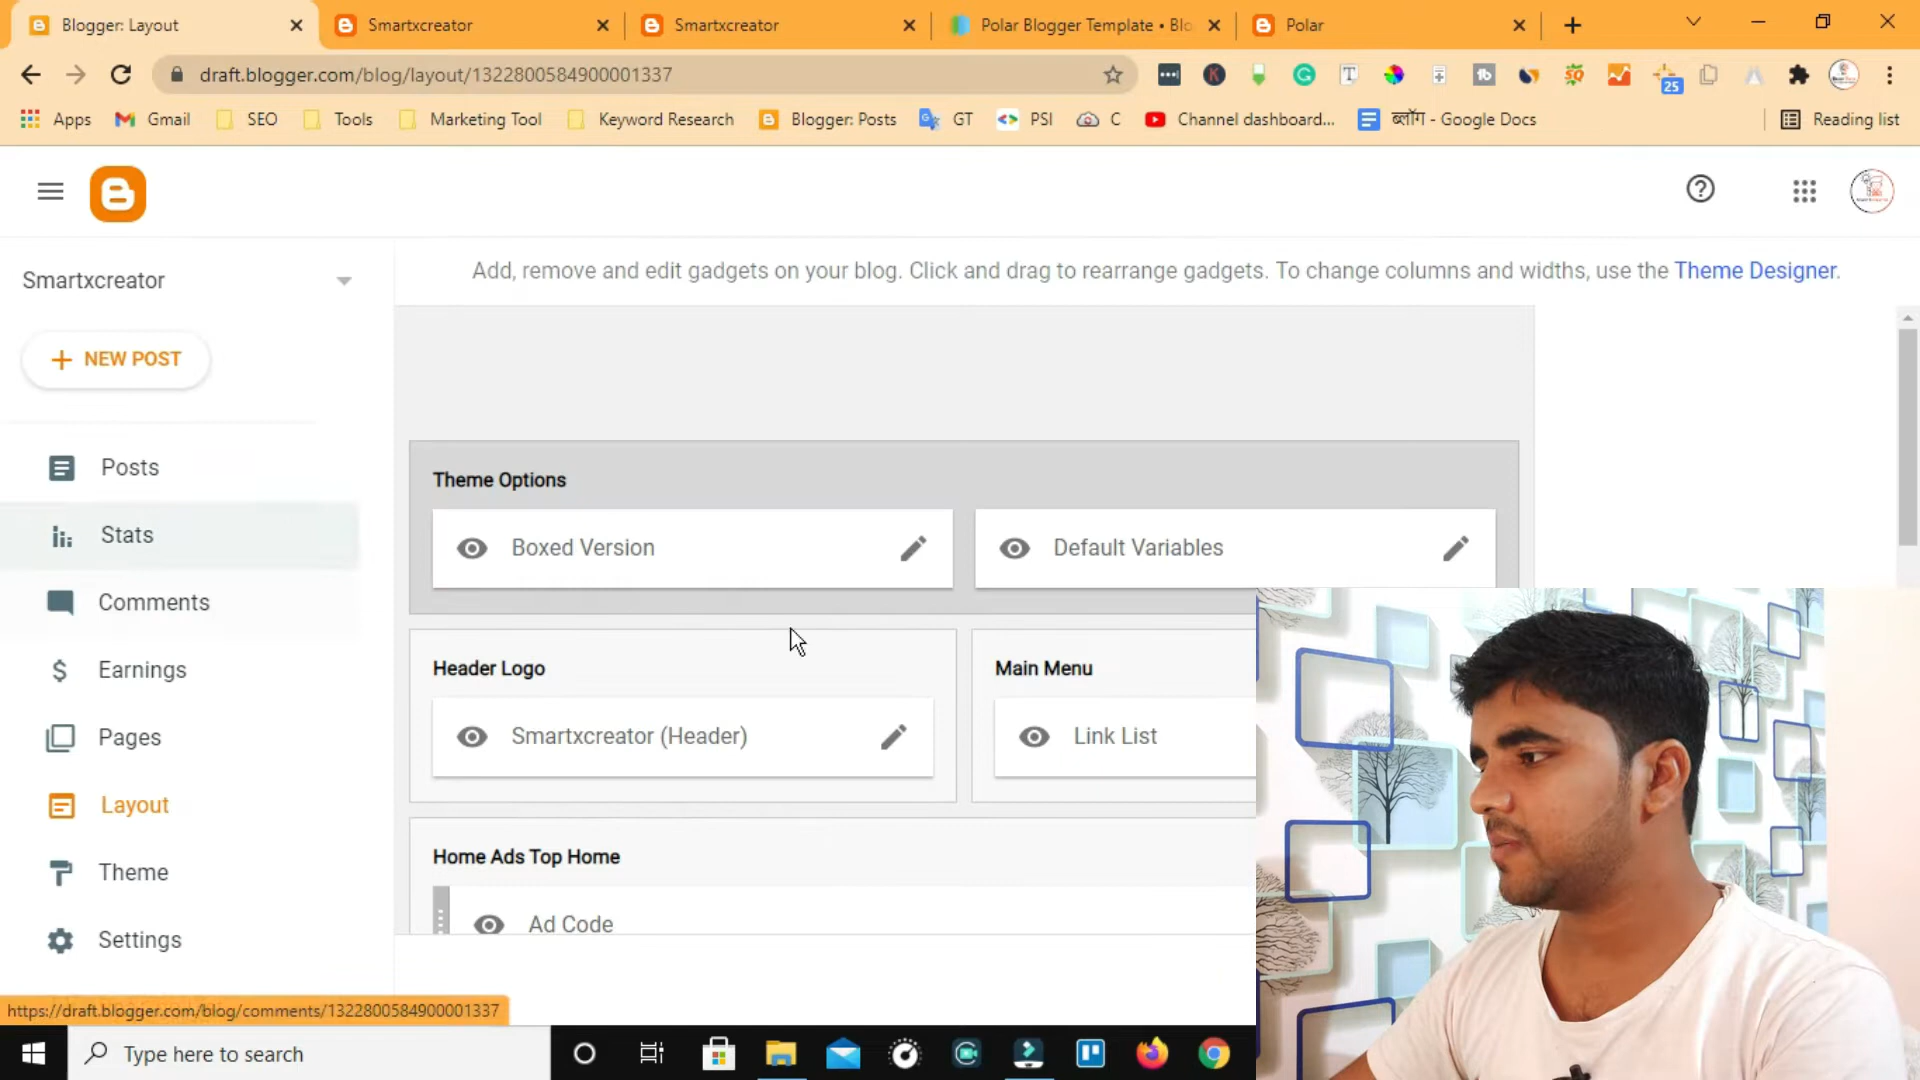 Blogger: Layout
Smartxcreator
Smartxcreator
Polar Blogger Template • Blo
Polar
draft.blogger.com/blog/layout/1322800584900001337
25
Apps
Gmail
SEO
Tools
Marketing Tool
Keyword Research
Blogger: Posts
GT
PSI
C
Channel dashboard...
ब्लॉग - Google Docs
Reading list
Smartxcreator
Add, remove and edit gadgets on your blog. Click and drag to rearrange gadgets. To change columns and widths, use the Theme Designer.
NEW POST
Posts
Stats
Comments
Earnings
Pages
Layout
Theme
Settings
Theme Options
Boxed Version
Default Variables
Header Logo
Smartxcreator (Header)
Main Menu
Link List
Home Ads Top Home
Ad Code
https://draft.blogger.com/blog/comments/1322800584900001337
Type here to search